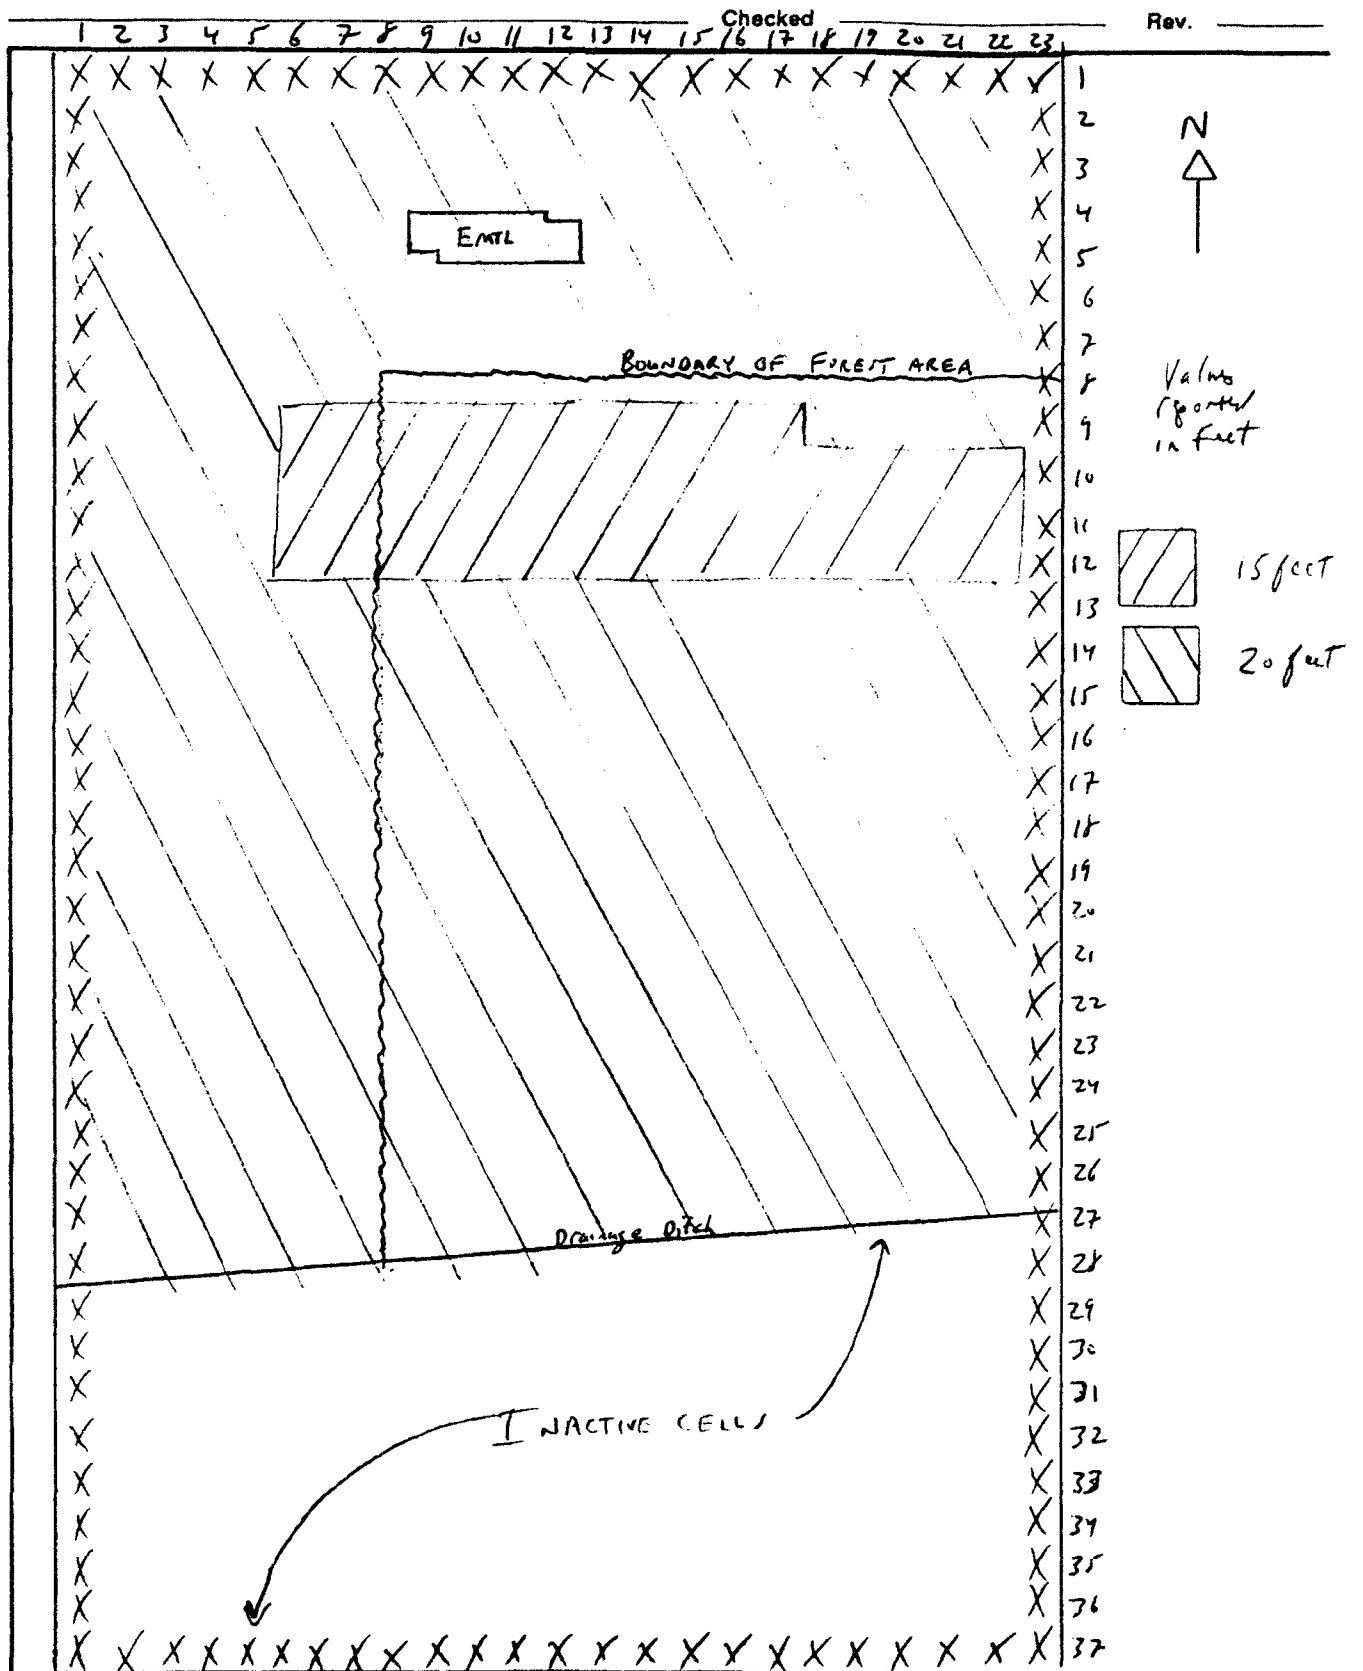 Checked Rev.
1 2 3 4 5 6 7 8 9 10 11 12 13 14 15 16 17 18 19 20 21 22 23
X X X X X X X X X X X X X X X X X X X X X X X 1
X X 2
X X 3
X X 4
X X 5
X X 6
X X 7
X X 8
X X 9
X X 10
X X 11
X X 12
X X 13
X X 14
X X 15
X X 16
X X 17
X X 18
X X 19
X X 20
X X 21
X X 22
X X 23
X X 24
X X 25
X X 26
X X 27
X X 28
X X 29
X X 30
X X 31
X X 32
X X 33
X X 34
X X 35
X X 36
X X X X X X X X X X X X X X X X X X X X X X X 37
N
EMTL
BOUNDARY OF FOREST AREA
Values
reported
in feet
15 feet
20 feet
Drainage Ditch
INACTIVE CELLS